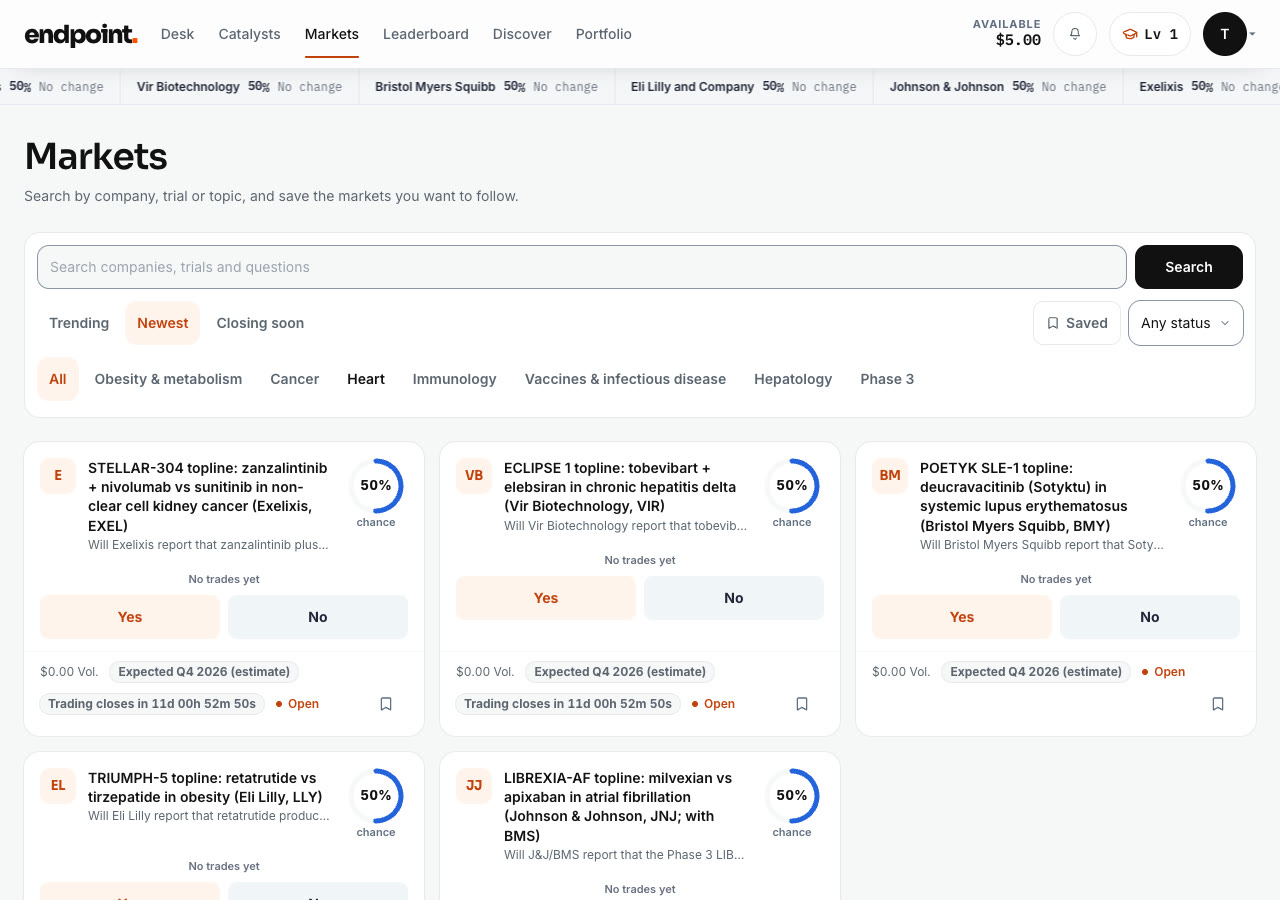 endpoint.
Desk
Catalysts
Markets
Leaderboard
Discover
Portfolio
AVAILABLE
$5.00
Lv 1
T
50% No change
Vir Biotechnology 50% No change
Bristol Myers Squibb 50% No change
Eli Lilly and Company 50% No change
Johnson & Johnson 50% No change
Exelixis 50% No
Markets
Search by company, trial or topic, and save the markets you want to follow.
Search companies, trials and questions
Search
Trending
Newest
Closing soon
Saved
Any status
All
Obesity & metabolism
Cancer
Heart
Immunology
Vaccines & infectious disease
Hepatology
Phase 3
E
STELLAR-304 topline: zanzalintinib
+ nivolumab vs sunitinib in non-
clear cell kidney cancer (Exelixis,
EXEL)
Will Exelixis report that zanzalintinib plus...
50%
chance
No trades yet
Yes
No
$0.00 Vol.
Expected Q4 2026 (estimate)
Trading closes in 11d 00h 52m 50s
Open
VB
ECLIPSE 1 topline: tobevibart +
elebsiran in chronic hepatitis delta
(Vir Biotechnology, VIR)
Will Vir Biotechnology report that tobevib...
50%
chance
No trades yet
Yes
No
$0.00 Vol.
Expected Q4 2026 (estimate)
Trading closes in 11d 00h 52m 50s
Open
BM
POETYK SLE-1 topline:
deucravacitinib (Sotyktu) in
systemic lupus erythematosus
(Bristol Myers Squibb, BMY)
Will Bristol Myers Squibb report that Soty...
50%
chance
No trades yet
Yes
No
$0.00 Vol.
Expected Q4 2026 (estimate)
Open
EL
TRIUMPH-5 topline: retatrutide vs
tirzepatide in obesity (Eli Lilly, LLY)
Will Eli Lilly report that retatrutide produc...
50%
chance
No trades yet
JJ
LIBREXIA-AF topline: milvexian vs
apixaban in atrial fibrillation
(Johnson & Johnson, JNJ; with
BMS)
Will J&J/BMS report that the Phase 3 LIB...
50%
chance
No trades yet